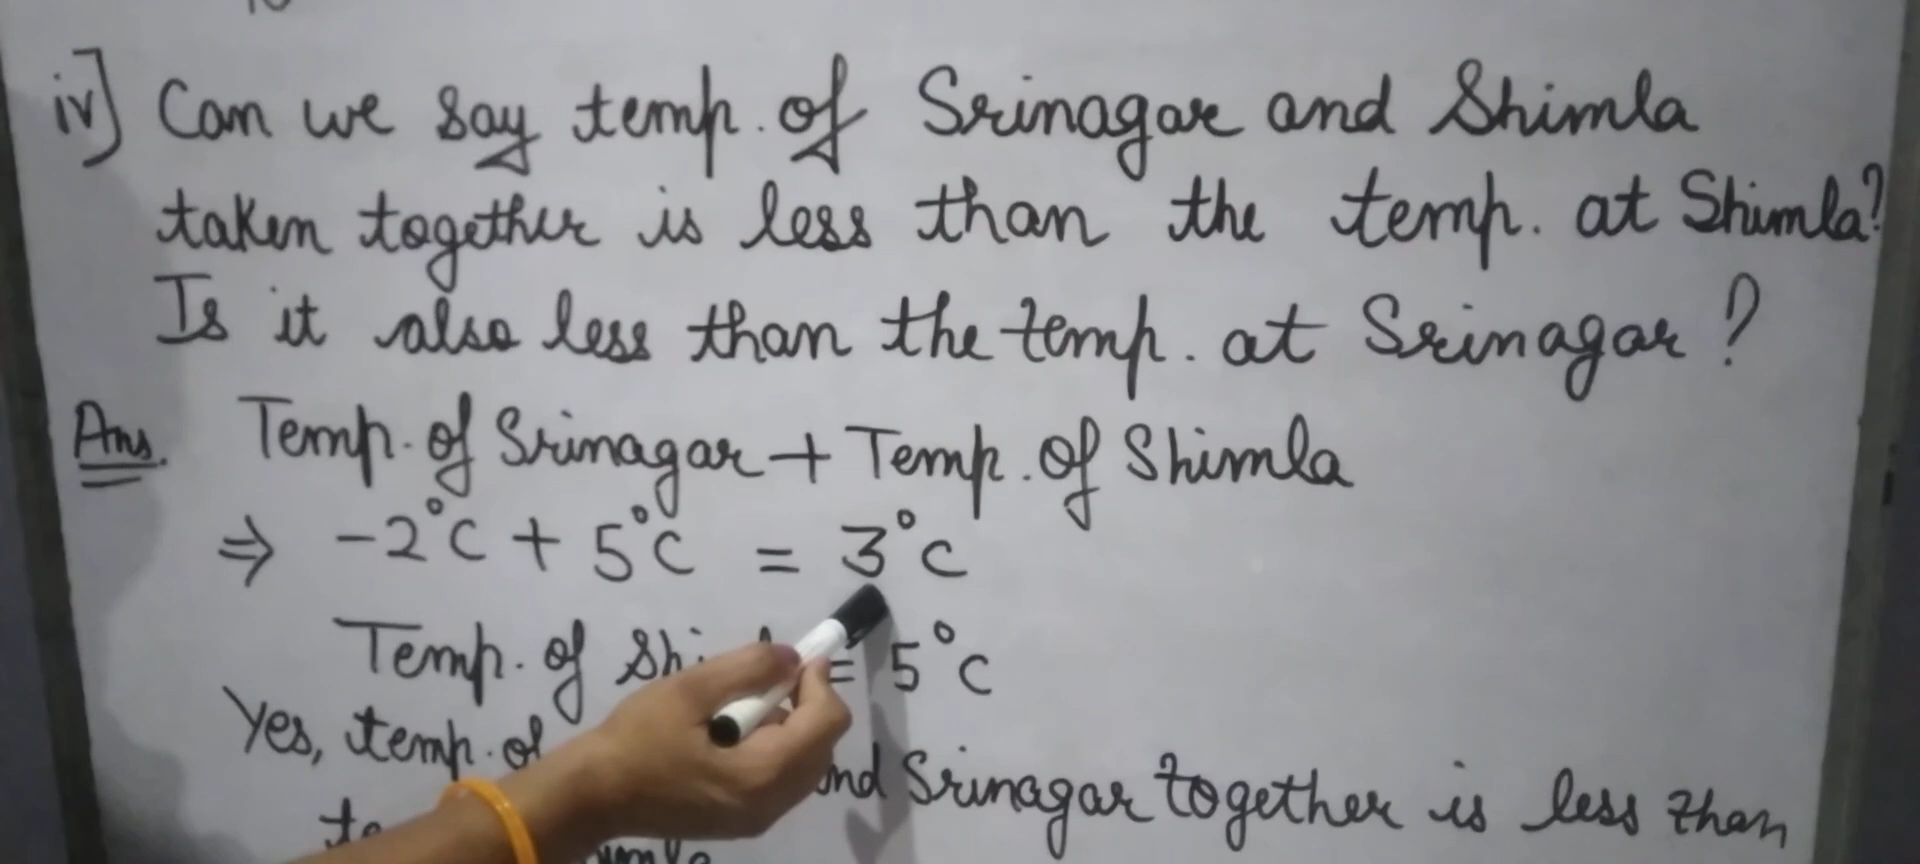 iv] Can we say temp. of Srinagar and Shimla
taken together is less than the temp. at Shimla?
Is it also less than the temp. at Srinagar?
Ans. Temp. of Srinagar + Temp. of Shimla
⇒ -2°C + 5°C = 3°C
Temp. of = 5°C
Yes, temp. of Srinagar together is less than